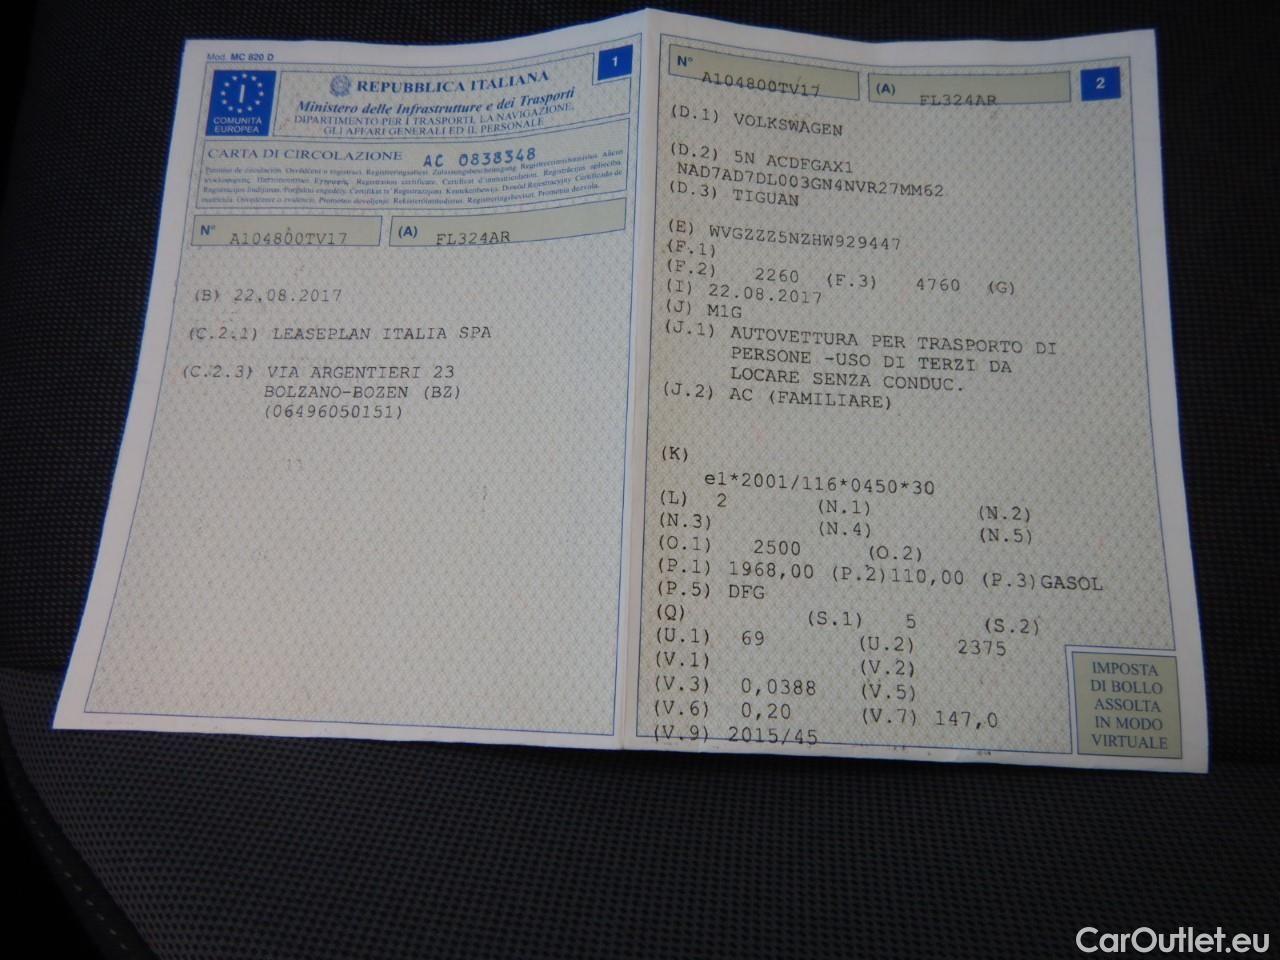 Mod. MC 820 D
1
COMUNITÀ
EUROPEA
I
REPUBBLICA ITALIANA
Ministero delle Infrastrutture e dei Trasporti
DIPARTIMENTO PER I TRASPORTI, LA NAVIGAZIONE,
GLI AFFARI GENERALI ED IL PERSONALE
CARTA DI CIRCOLAZIONE AC 0838348
N° A104800TV17 (A) FL324AR
(B) 22.08.2017
(C.2.1) LEASEPLAN ITALIA SPA
(C.2.3) VIA ARGENTIERI 23
BOLZANO-BOZEN (BZ)
(06496050151)
N° A104800TV17 (A) FL324AR
2
(D.1) VOLKSWAGEN
(D.2) 5N ACDFGAX1
NAD7AD7DL003GN4NVR27MM62
(D.3) TIGUAN
(E) WVGZZZ5NZHW929447
(F.1)
(F.2) 2260 (F.3) 4760 (G)
(I) 22.08.2017
(J) M1G
(J.1) AUTOVETTURA PER TRASPORTO DI
PERSONE -USO DI TERZI DA
LOCARE SENZA CONDUC.
(J.2) AC (FAMILIARE)
(K)
e1*2001/116*0450*30
(L) 2 (N.1) (N.2)
(N.3) (N.4) (N.5)
(O.1) 2500 (O.2)
(P.1) 1968,00 (P.2)110,00 (P.3)GASOL
(P.5) DFG
(Q) (S.1) 5 (S.2)
(U.1) 69 (U.2) 2375
(V.1) (V.2)
(V.3) 0,0388 (V.5)
(V.6) 0,20 (V.7) 147,0
(V.9) 2015/45
IMPOSTA
DI BOLLO
ASSOLTA
IN MODO
VIRTUALE
CarOutlet.eu